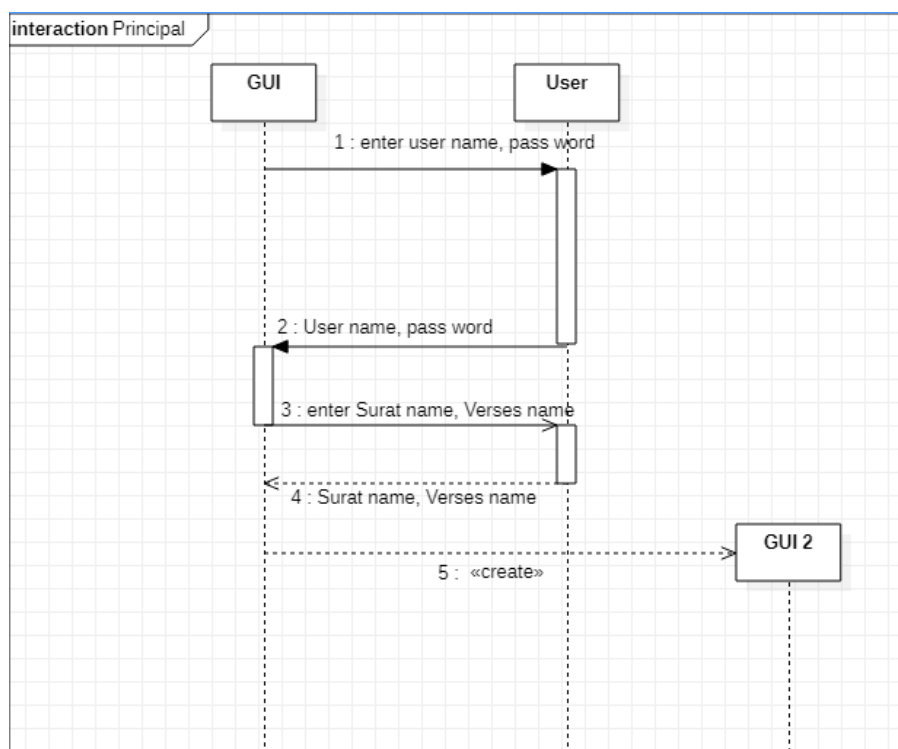 interaction Principal
GUI
User
1 : enter user name, pass word
2 : User name, pass word
3 : enter Surat name, Verses name
4 : Surat name, Verses name
GUI 2
5 : «create»